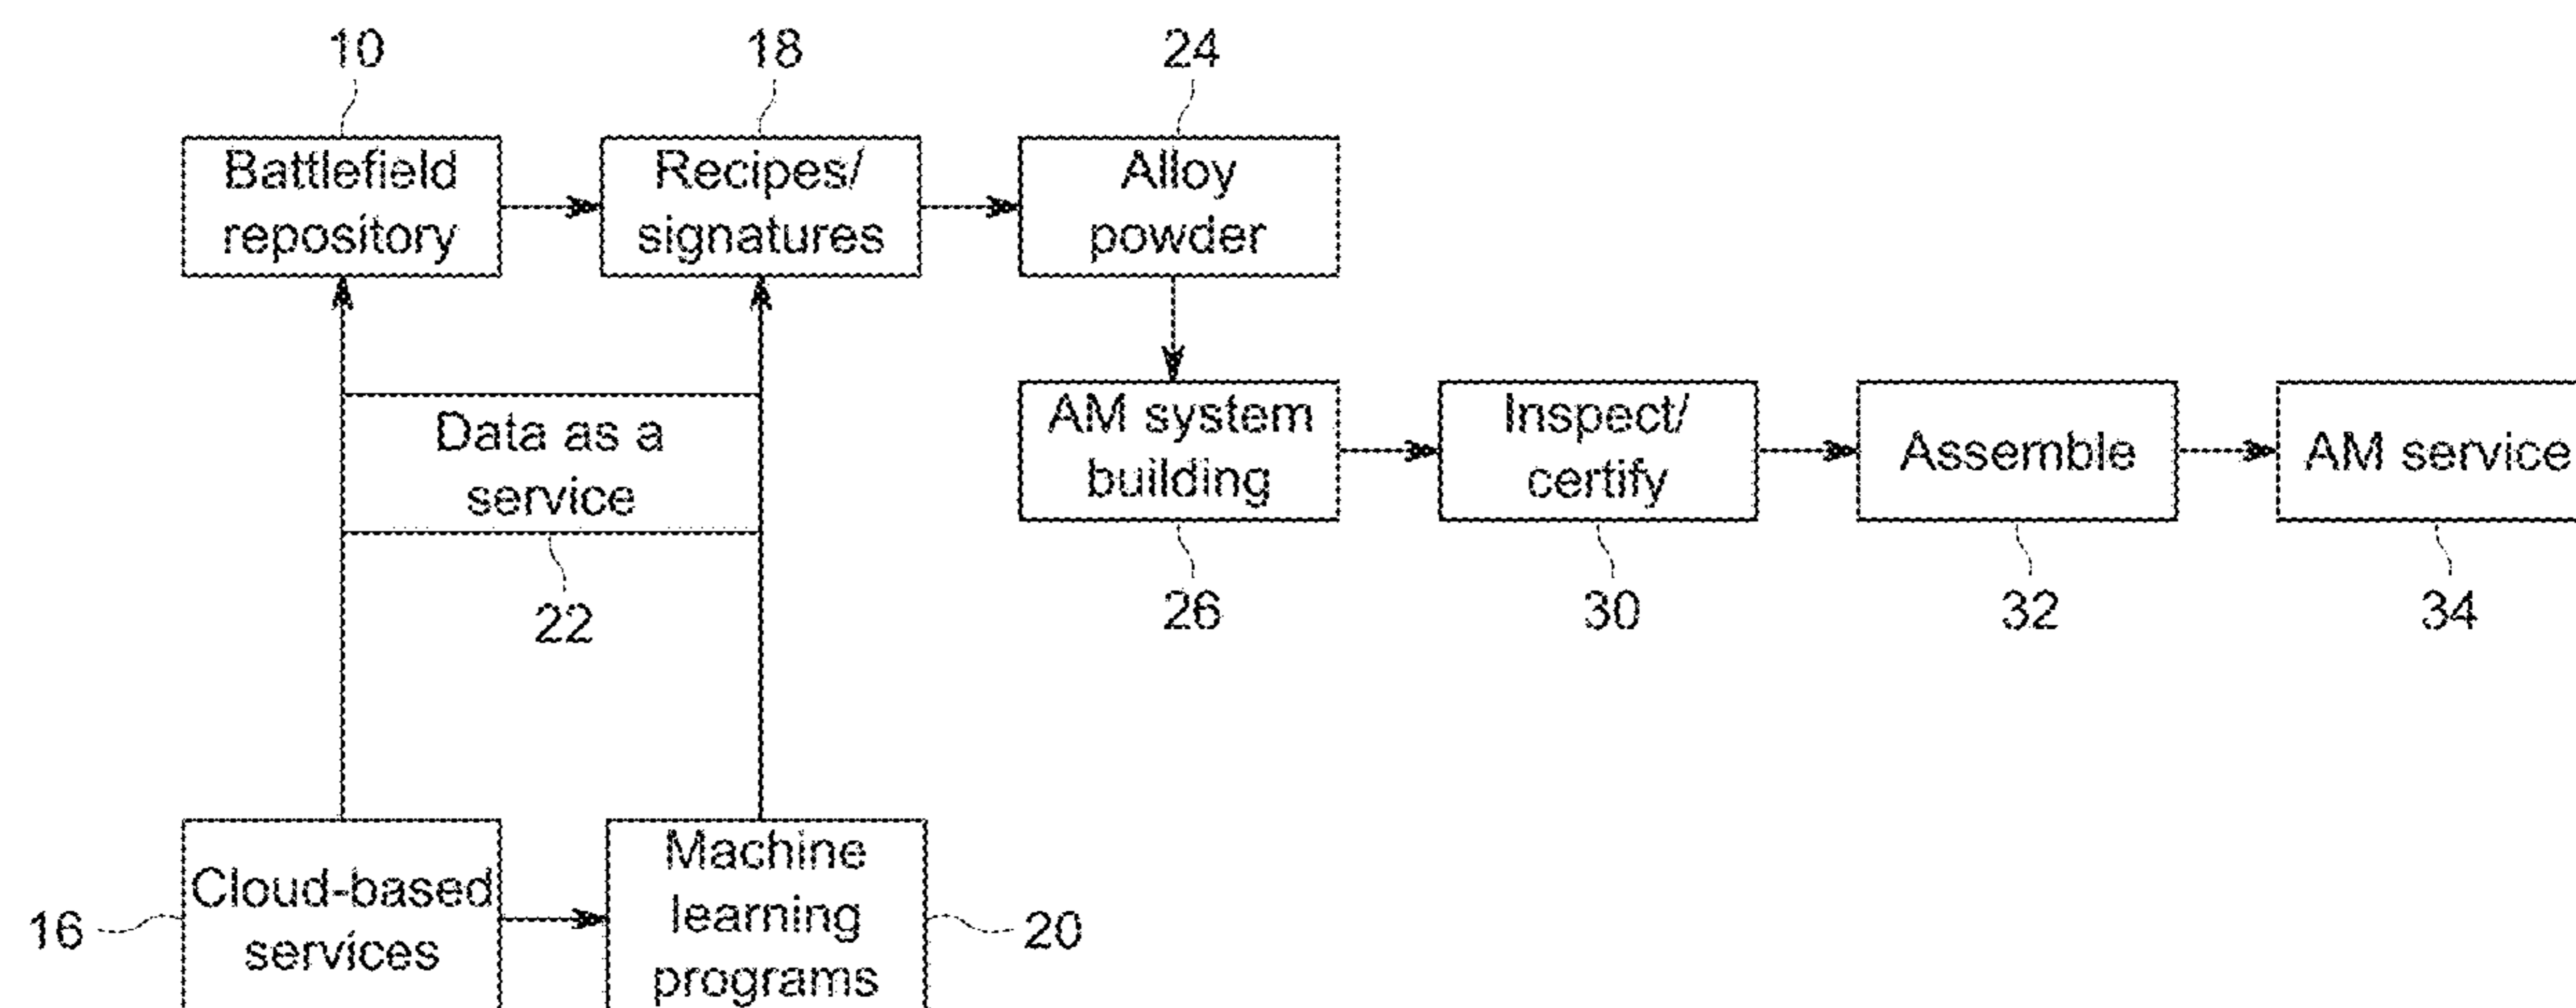 10
18
24
Battlefield
repository
Recipes/
signatures
Alloy
powder
Data as a
service
22
AM system
building
26
Inspect/
certify
30
Assemble
32
AM service
34
16
Cloud-based
services
Machine
learning
programs
20